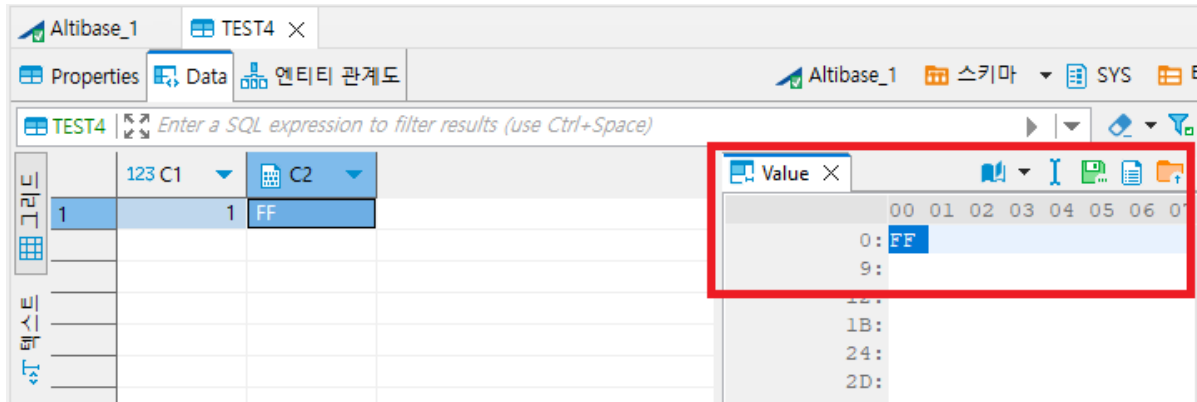 Altibase_1 TEST4
Properties Data 엔티티 관계도 Altibase_1 스키마 SYS
TEST4 Enter a SQL expression to filter results (use Ctrl+Space)
그리드
텍스트
123 C1 C2
1 1 FF
Value
00 01 02 03 04 05 06 07
0: FF
9:
12:
1B:
24:
2D: